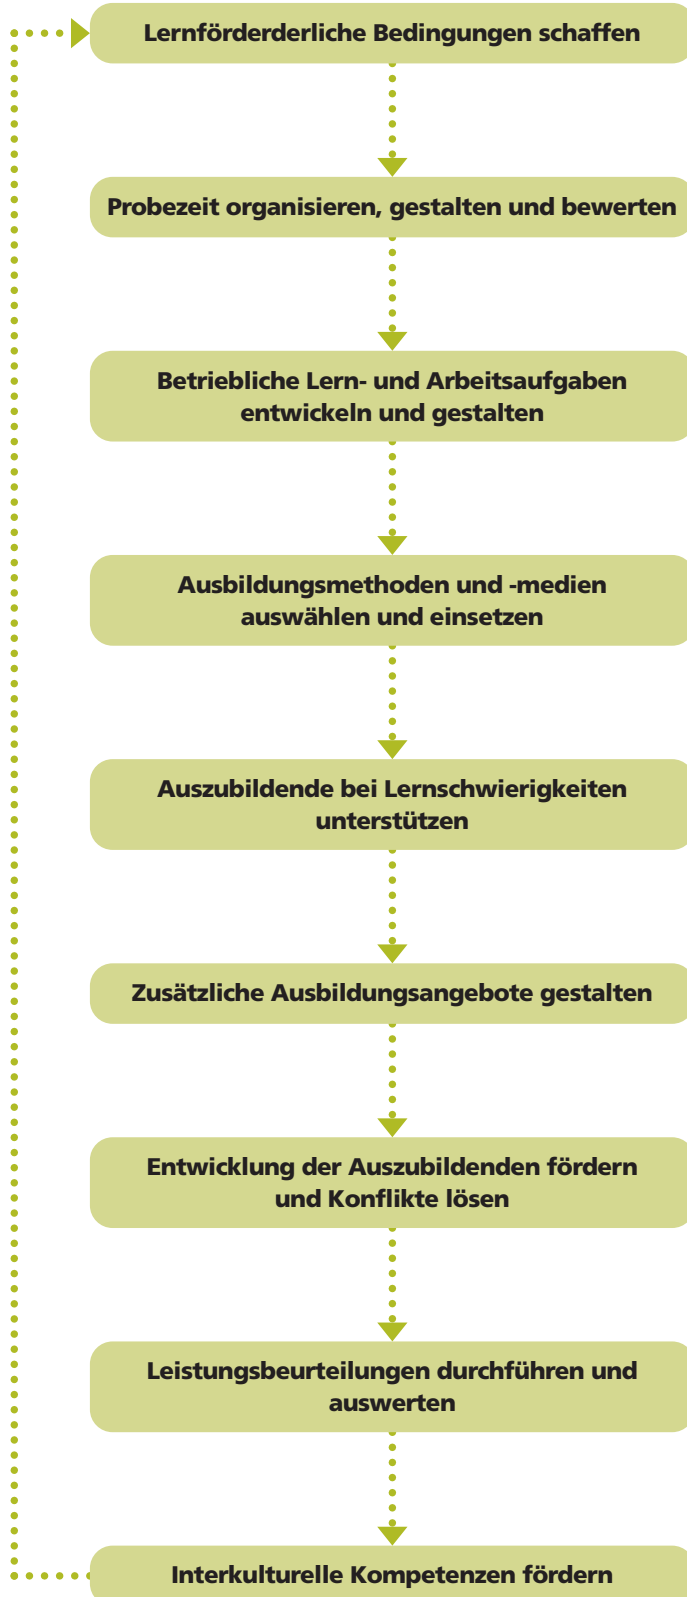 Lernförderderliche Bedingungen schaffen
Probezeit organisieren, gestalten und bewerten
Betriebliche Lern- und Arbeitsaufgaben
entwickeln und gestalten
Ausbildungsmethoden und -medien
auswählen und einsetzen
Auszubildende bei Lernschwierigkeiten
unterstützen
Zusätzliche Ausbildungsangebote gestalten
Entwicklung der Auszubildenden fördern
und Konflikte lösen
Leistungsbeurteilungen durchführen und
auswerten
Interkulturelle Kompetenzen fördern